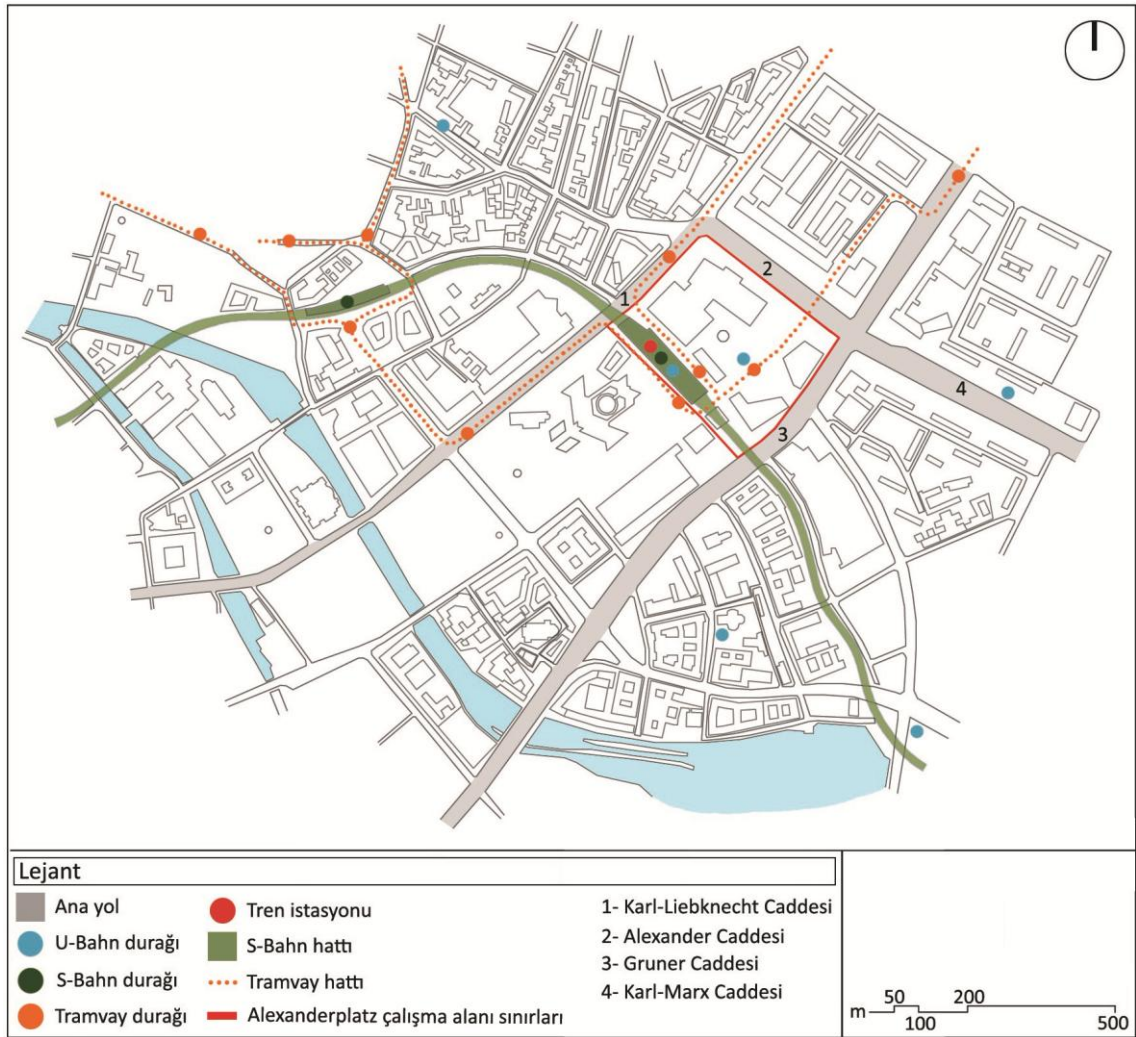 1
2
3
4
Lejant
Ana yol
U-Bahn durağı
S-Bahn durağı
Tramvay durağı
Tren istasyonu
S-Bahn hattı
Tramvay hattı
Alexanderplatz çalışma alanı sınırları
1- Karl-Liebknecht Caddesi
2- Alexander Caddesi
3- Gruner Caddesi
4- Karl-Marx Caddesi
50 200
m
100 500